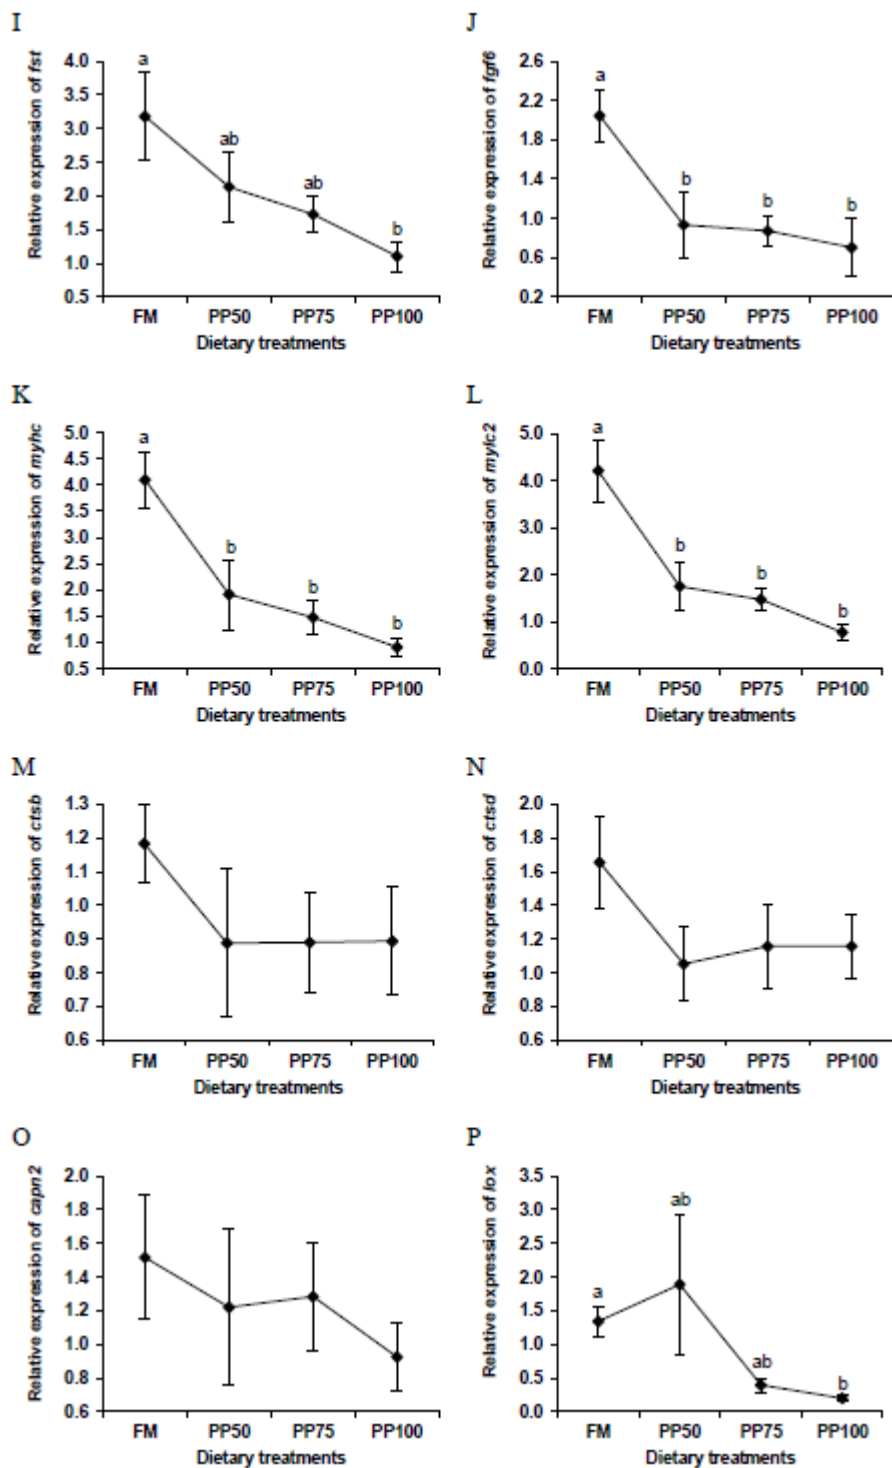 I
Relative expression of fst
4.0
3.5
3.0
2.5
2.0
1.5
1.0
0.5
a
ab
ab
b
FM PP50 PP75 PP100
Dietary treatments
J
Relative expression of fgf6
2.6
2.2
1.8
1.4
1.0
0.6
0.2
a
b
b
b
FM PP50 PP75 PP100
Dietary treatments
K
Relative expression of myhc
5.0
4.5
4.0
3.5
3.0
2.5
2.0
1.5
1.0
0.5
a
b
b
b
FM PP50 PP75 PP100
Dietary treatments
L
Relative expression of mylc2
5.0
4.0
3.0
2.0
1.0
0.0
a
b
b
b
FM PP50 PP75 PP100
Dietary treatments
M
Relative expression of ctsb
1.3
1.2
1.1
1.0
0.9
0.8
0.7
0.6
FM PP50 PP75 PP100
Dietary treatments
N
Relative expression of ctsd
2.0
1.8
1.6
1.4
1.2
1.0
0.8
0.6
FM PP50 PP75 PP100
Dietary treatments
O
Relative expression of capn2
2.0
1.8
1.6
1.4
1.2
1.0
0.8
0.6
FM PP50 PP75 PP100
Dietary treatments
P
Relative expression of lox
3.5
3.0
2.5
2.0
1.5
1.0
0.5
0.0
a
ab
ab
b
FM PP50 PP75 PP100
Dietary treatments